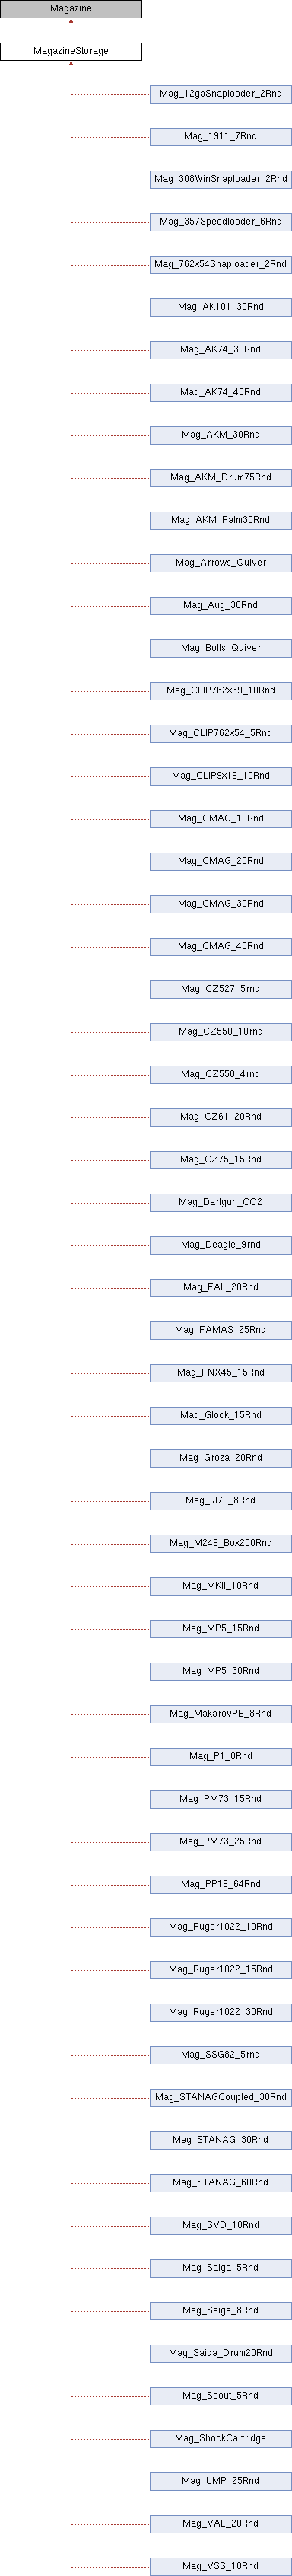 Magazine
MagazineStorage
Mag_12gaSnaploader_2Rnd
Mag_1911_7Rnd
Mag_308WinSnaploader_2Rnd
Mag_357Speedloader_6Rnd
Mag_762x54Snaploader_2Rnd
Mag_AK101_30Rnd
Mag_AK74_30Rnd
Mag_AK74_45Rnd
Mag_AKM_30Rnd
Mag_AKM_Drum75Rnd
Mag_AKM_Palm30Rnd
Mag_Arrows_Quiver
Mag_Aug_30Rnd
Mag_Bolts_Quiver
Mag_CLIP762x39_10Rnd
Mag_CLIP762x54_5Rnd
Mag_CLIP9x19_10Rnd
Mag_CMAG_10Rnd
Mag_CMAG_20Rnd
Mag_CMAG_30Rnd
Mag_CMAG_40Rnd
Mag_CZ527_5rnd
Mag_CZ550_10rnd
Mag_CZ550_4rnd
Mag_CZ61_20Rnd
Mag_CZ75_15Rnd
Mag_Dartgun_CO2
Mag_Deagle_9rnd
Mag_FAL_20Rnd
Mag_FAMAS_25Rnd
Mag_FNX45_15Rnd
Mag_Glock_15Rnd
Mag_Groza_20Rnd
Mag_IJ70_8Rnd
Mag_M249_Box200Rnd
Mag_MKII_10Rnd
Mag_MP5_15Rnd
Mag_MP5_30Rnd
Mag_MakarovPB_8Rnd
Mag_P1_8Rnd
Mag_PM73_15Rnd
Mag_PM73_25Rnd
Mag_PP19_64Rnd
Mag_Ruger1022_10Rnd
Mag_Ruger1022_15Rnd
Mag_Ruger1022_30Rnd
Mag_SSG82_5rnd
Mag_STANAGCoupled_30Rnd
Mag_STANAG_30Rnd
Mag_STANAG_60Rnd
Mag_SVD_10Rnd
Mag_Saiga_5Rnd
Mag_Saiga_8Rnd
Mag_Saiga_Drum20Rnd
Mag_Scout_5Rnd
Mag_ShockCartridge
Mag_UMP_25Rnd
Mag_VAL_20Rnd
Mag_VSS_10Rnd